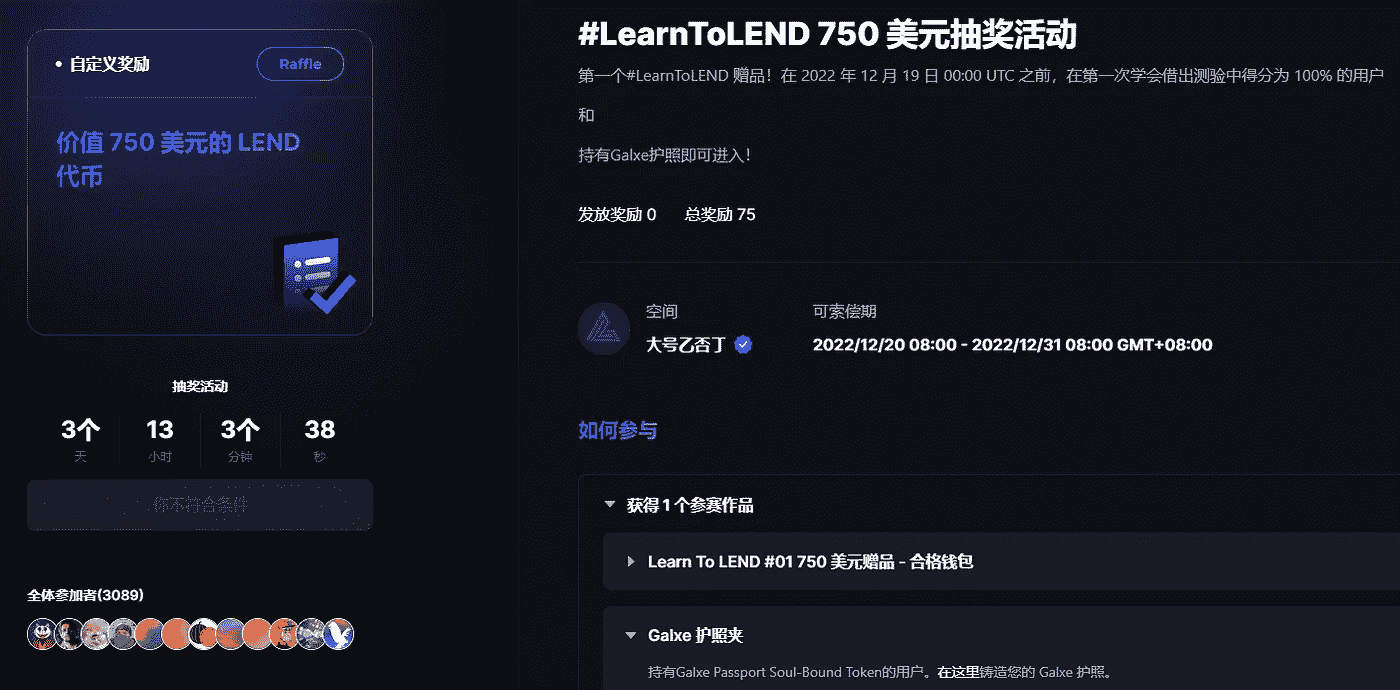 • 自定义奖励
Raffle
价值 750 美元的 LEND
代币
抽奖活动
3个 13 3个 38
天 小时 分钟 秒
你不符合条件
全体参加者(3089)
#LearnToLEND 750 美元抽奖活动
第一个#LearnToLEND 赠品！在 2022 年 12 月 19 日 00:00 UTC 之前，在第一次学会借出测验中得分为 100% 的用户
和
持有Galxe护照即可进入！
发放奖励 0 总奖励 75
空间
大号乙否丁
可索偿期
2022/12/20 08:00 - 2022/12/31 08:00 GMT+08:00
如何参与
获得 1 个参赛作品
Learn To LEND #01 750 美元赠品 - 合格钱包
Galxe 护照夹
持有Galxe Passport Soul-Bound Token的用户。在这里铸造您的 Galxe 护照。